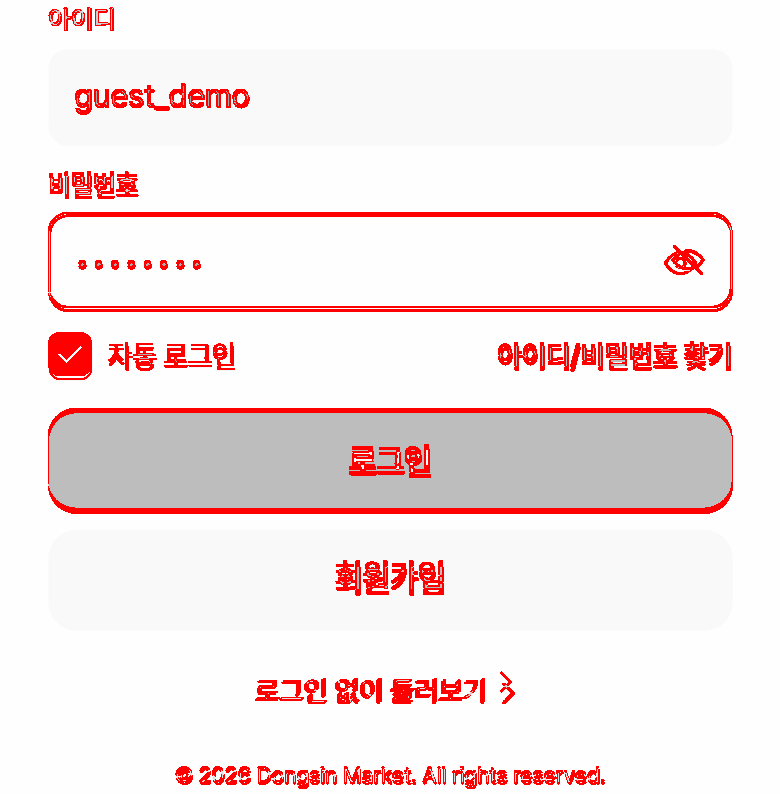 아이디
guest_demo
비밀번호
자동 로그인
아이디/비밀번호 찾기
로그인
회원가입
로그인 없이 둘러보기
© 2026 Dongsin Market. All rights reserved.